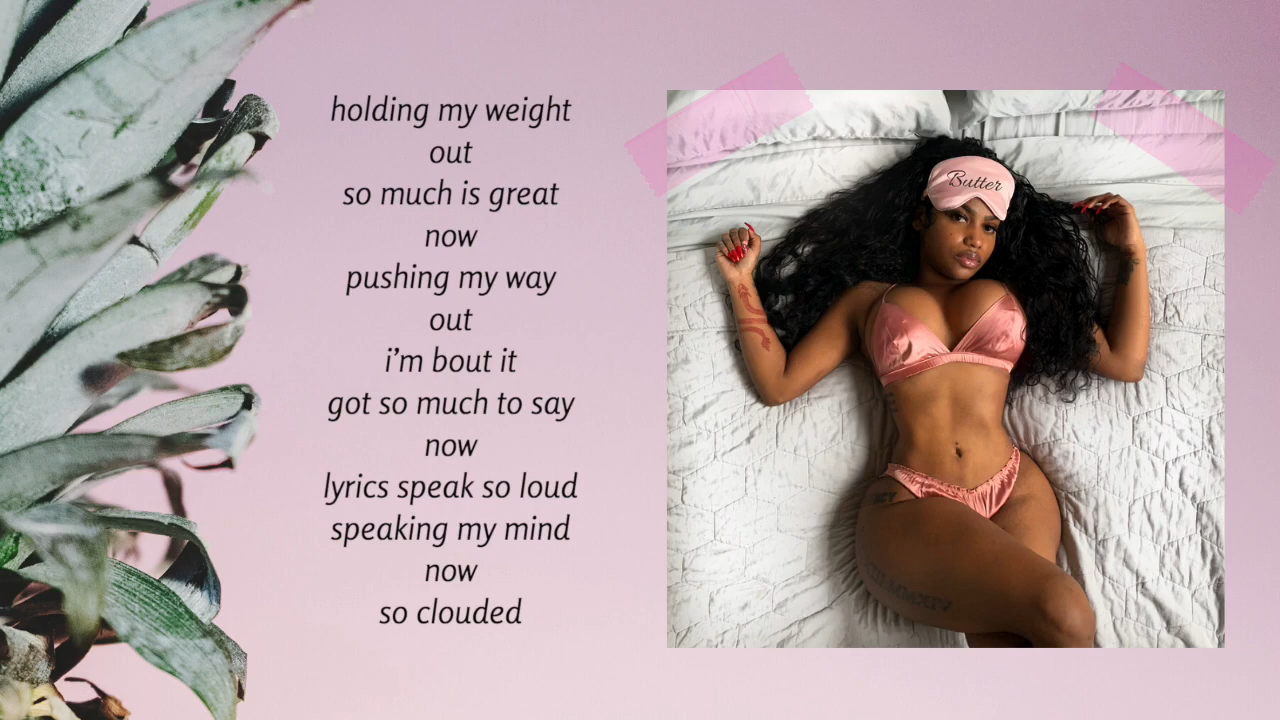 holding my weight
out
so much is great
now
pushing my way
out
i'm bout it
got so much to say
now
lyrics speak so loud
speaking my mind
now
so clouded
Butter
ICY